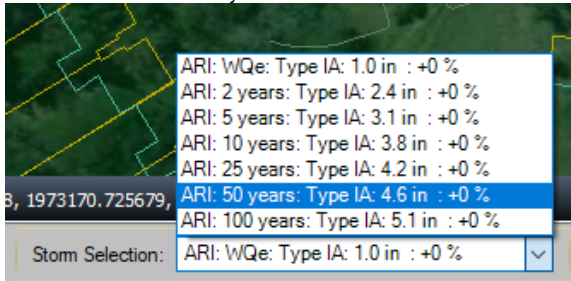 ARI: WQe: Type IA: 1.0 in : +0 %
ARI: 2 years: Type IA: 2.4 in : +0 %
ARI: 5 years: Type IA: 3.1 in : +0 %
ARI: 10 years: Type IA: 3.8 in : +0 %
ARI: 25 years: Type IA: 4.2 in : +0 %
ARI: 50 years: Type IA: 4.6 in : +0 %
ARI: 100 years: Type IA: 5.1 in : +0 %
8, 1973170.725679,
Storm Selection: ARI: WQe: Type IA: 1.0 in : +0 %